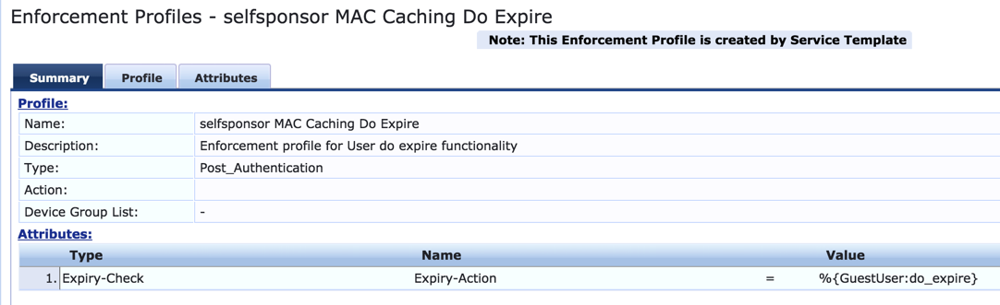 Enforcement Profiles - selfsponsor MAC Caching Do Expire
Note: This Enforcement Profile is created by Service Template
Summary Profile Attributes
Profile:
Name: selfsponsor MAC Caching Do Expire
Description: Enforcement profile for User do expire functionality
Type: Post_Authentication
Action:
Device Group List: -
Attributes:
Type Name Value
1. Expiry-Check Expiry-Action = %{GuestUser:do_expire}